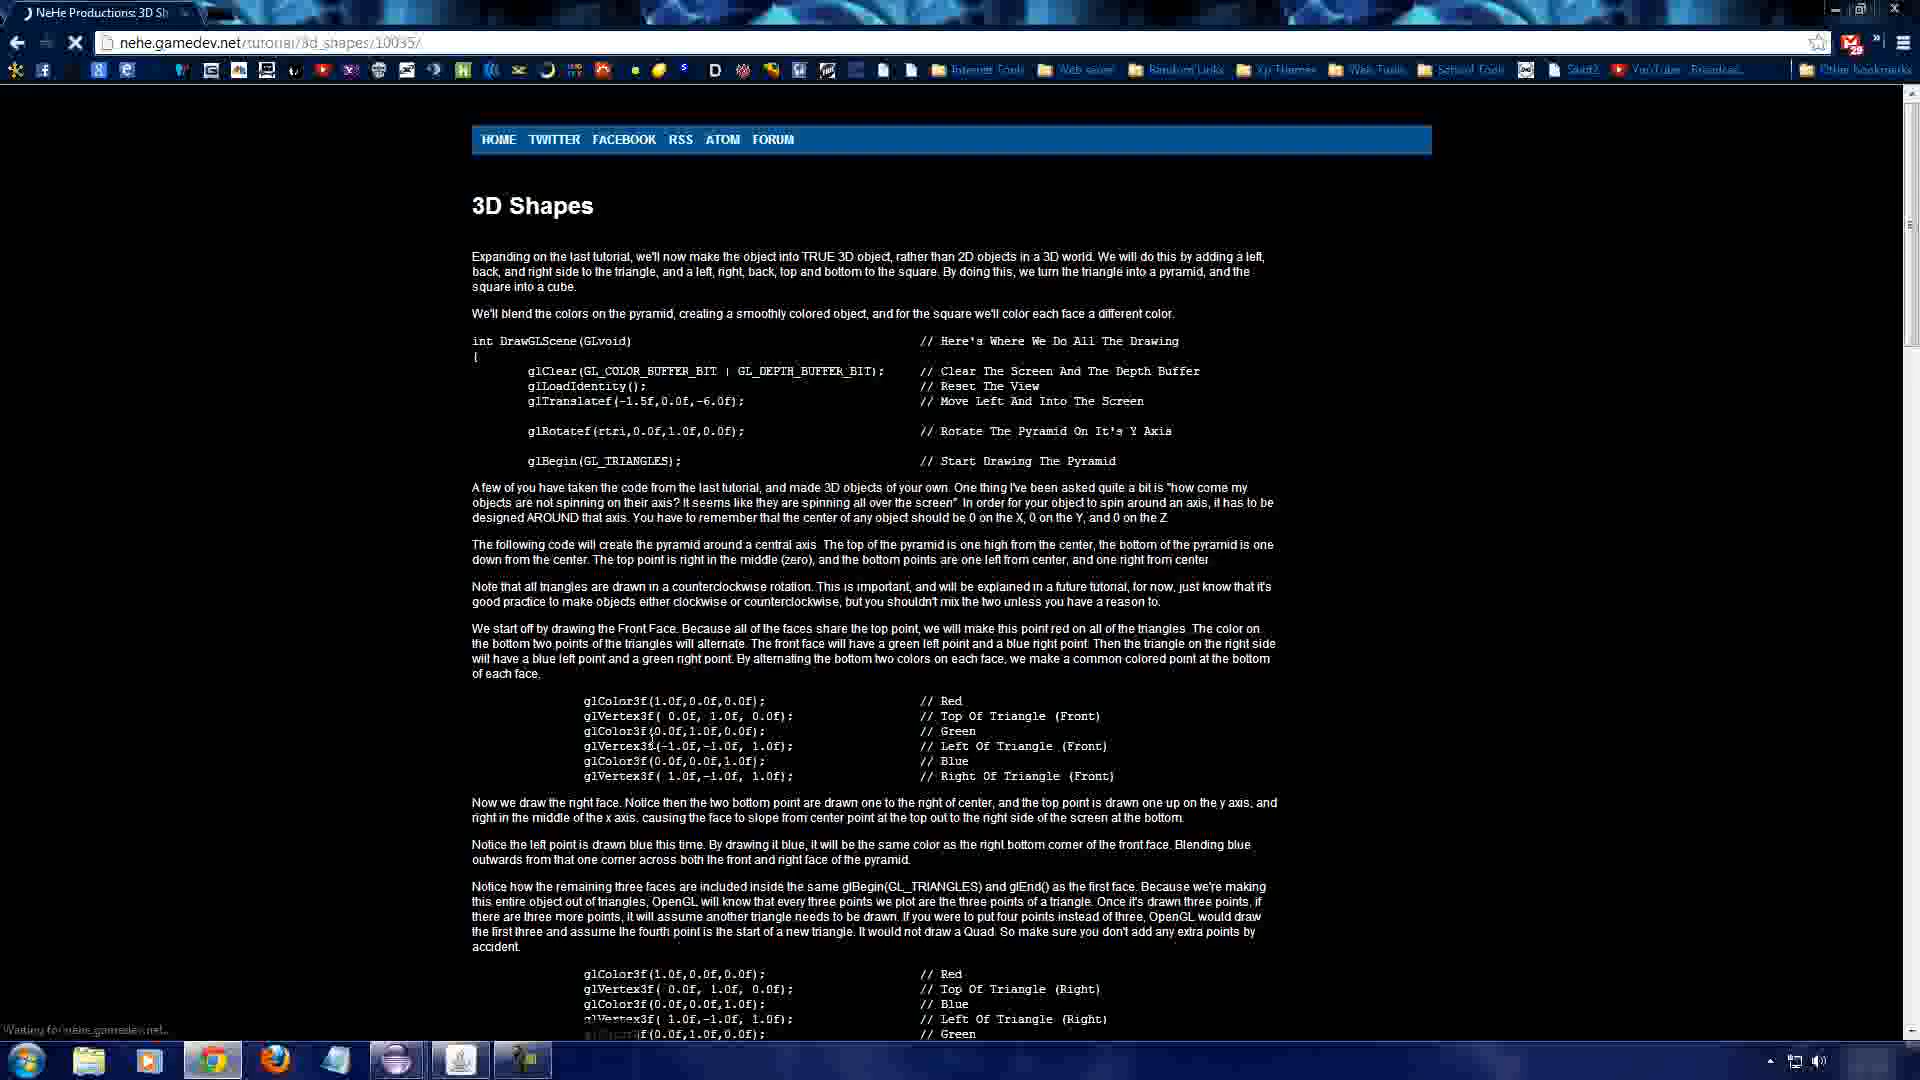 NeHe Productions: 3D Sh
nehe.gamedev.net/tutorial/3d_shapes/10035/
29
Internet Tools
Web saver
Random Links
Xp Themes
Web Tools
School Tools
YouTube - Broadcas...
Other bookmarks
HOME TWITTER FACEBOOK RSS ATOM FORUM
3D Shapes
Expanding on the last tutorial, we'll now make the object into TRUE 3D object, rather than 2D objects in a 3D world. We will do this by adding a left,
back, and right side to the triangle, and a left, right, back, top and bottom to the square. By doing this, we turn the triangle into a pyramid, and the
square into a cube.
We'll blend the colors on the pyramid, creating a smoothly colored object, and for the square we'll color each face a different color.
int DrawGLScene(GLvoid) // Here's Where We Do All The Drawing
{
glClear(GL_COLOR_BUFFER_BIT | GL_DEPTH_BUFFER_BIT); // Clear The Screen And The Depth Buffer
glLoadIdentity(); // Reset The View
glTranslatef(-1.5f,0.0f,-6.0f); // Move Left And Into The Screen
glRotatef(rtri,0.0f,1.0f,0.0f); // Rotate The Pyramid On It's Y Axis
glBegin(GL_TRIANGLES); // Start Drawing The Pyramid
A few of you have taken the code from the last tutorial, and made 3D objects of your own. One thing I've been asked quite a bit is "how come my
objects are not spinning on their axis? It seems like they are spinning all over the screen". In order for your object to spin around an axis, it has to be
designed AROUND that axis. You have to remember that the center of any object should be 0 on the X, 0 on the Y, and 0 on the Z.
The following code will create the pyramid around a central axis. The top of the pyramid is one high from the center, the bottom of the pyramid is one
down from the center. The top point is right in the middle (zero), and the bottom points are one left from center, and one right from center.
Note that all triangles are drawn in a counterclockwise rotation. This is important, and will be explained in a future tutorial, for now, just know that it's
good practice to make objects either clockwise or counterclockwise, but you shouldn't mix the two unless you have a reason to.
We start off by drawing the Front Face. Because all of the faces share the top point, we will make this point red on all of the triangles. The color on
the bottom two points of the triangles will alternate. The front face will have a green left point and a blue right point. Then the triangle on the right side
will have a blue left point and a green right point. By alternating the bottom two colors on each face, we make a common colored point at the bottom
of each face.
glColor3f(1.0f,0.0f,0.0f); // Red
glVertex3f( 0.0f, 1.0f, 0.0f); // Top Of Triangle (Front)
glColor3f(0.0f,1.0f,0.0f); // Green
glVertex3f(-1.0f,-1.0f, 1.0f); // Left Of Triangle (Front)
glColor3f(0.0f,0.0f,1.0f); // Blue
glVertex3f( 1.0f,-1.0f, 1.0f); // Right Of Triangle (Front)
Now we draw the right face. Notice then the two bottom point are drawn one to the right of center, and the top point is drawn one up on the y axis, and
right in the middle of the x axis. causing the face to slope from center point at the top out to the right side of the screen at the bottom.
Notice the left point is drawn blue this time. By drawing it blue, it will be the same color as the right bottom corner of the front face. Blending blue
outwards from that one corner across both the front and right face of the pyramid.
Notice how the remaining three faces are included inside the same glBegin(GL_TRIANGLES) and glEnd() as the first face. Because we're making
this entire object out of triangles, OpenGL will know that every three points we plot are the three points of a triangle. Once it's drawn three points, if
there are three more points, it will assume another triangle needs to be drawn. If you were to put four points instead of three, OpenGL would draw
the first three and assume the fourth point is the start of a new triangle. It would not draw a Quad. So make sure you don't add any extra points by
accident.
glColor3f(1.0f,0.0f,0.0f); // Red
glVertex3f( 0.0f, 1.0f, 0.0f); // Top Of Triangle (Right)
glColor3f(0.0f,0.0f,1.0f); // Blue
glVertex3f( 1.0f,-1.0f, 1.0f); // Left Of Triangle (Right)
f(0.0f,1.0f,0.0f); // Green
Waiting for nehe.gamedev.net...